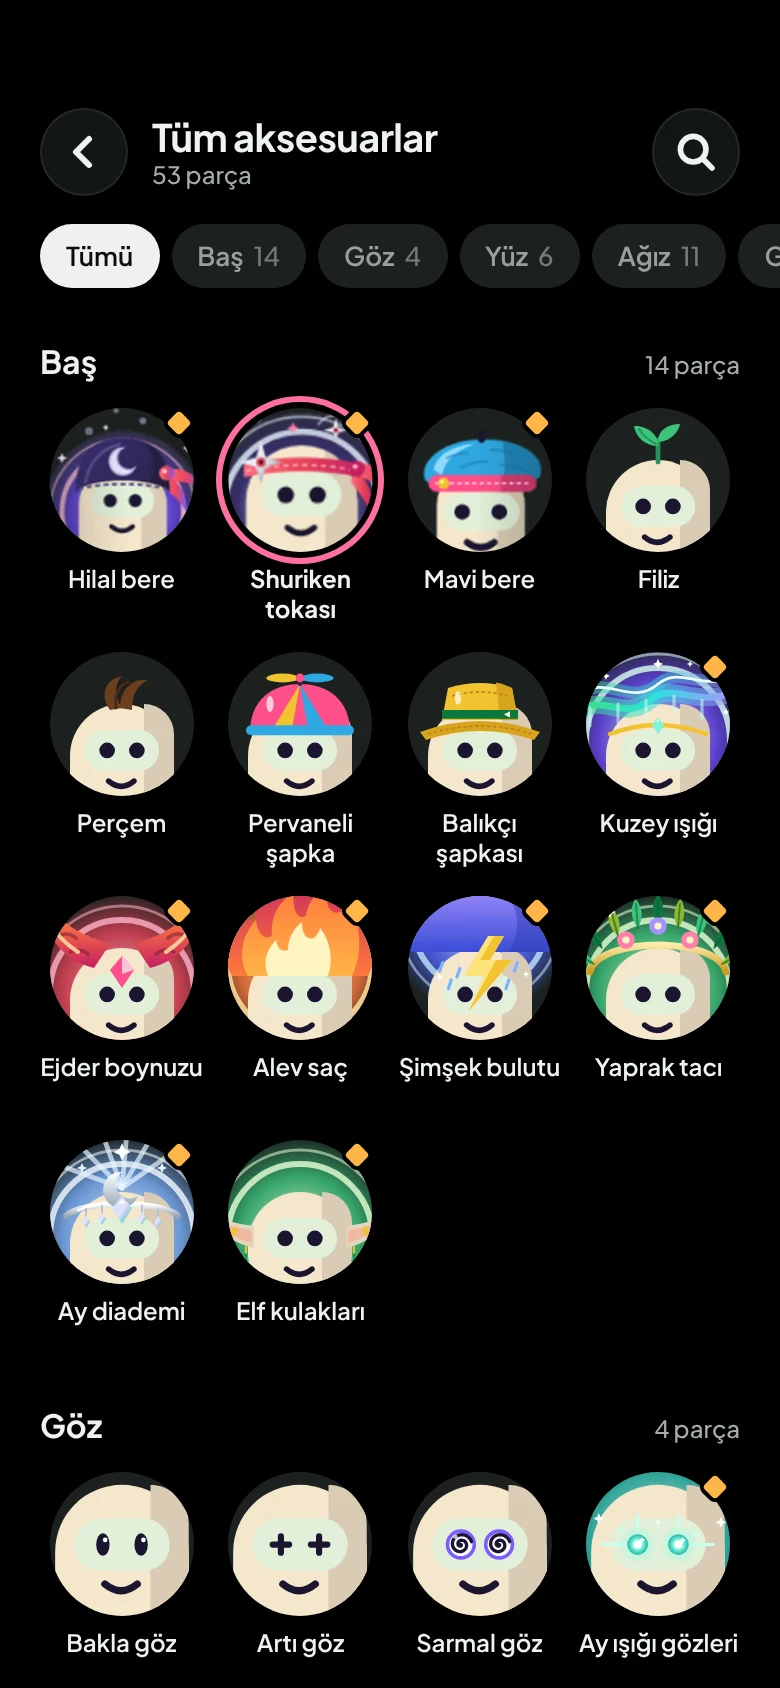 Tüm aksesuarlar
53 parça
Tümü
Baş 14
Göz 4
Yüz 6
Ağız 11
Baş
14 parça
Hilal bere
Shuriken
tokası
Mavi bere
Filiz
Perçem
Pervaneli
şapka
Balıkçı
şapkası
Kuzey ışığı
Ejder boynuzu
Alev saç
Şimşek bulutu
Yaprak tacı
Ay diademi
Elf kulakları
Göz
4 parça
Bakla göz
Artı göz
Sarmal göz
Ay ışığı gözleri